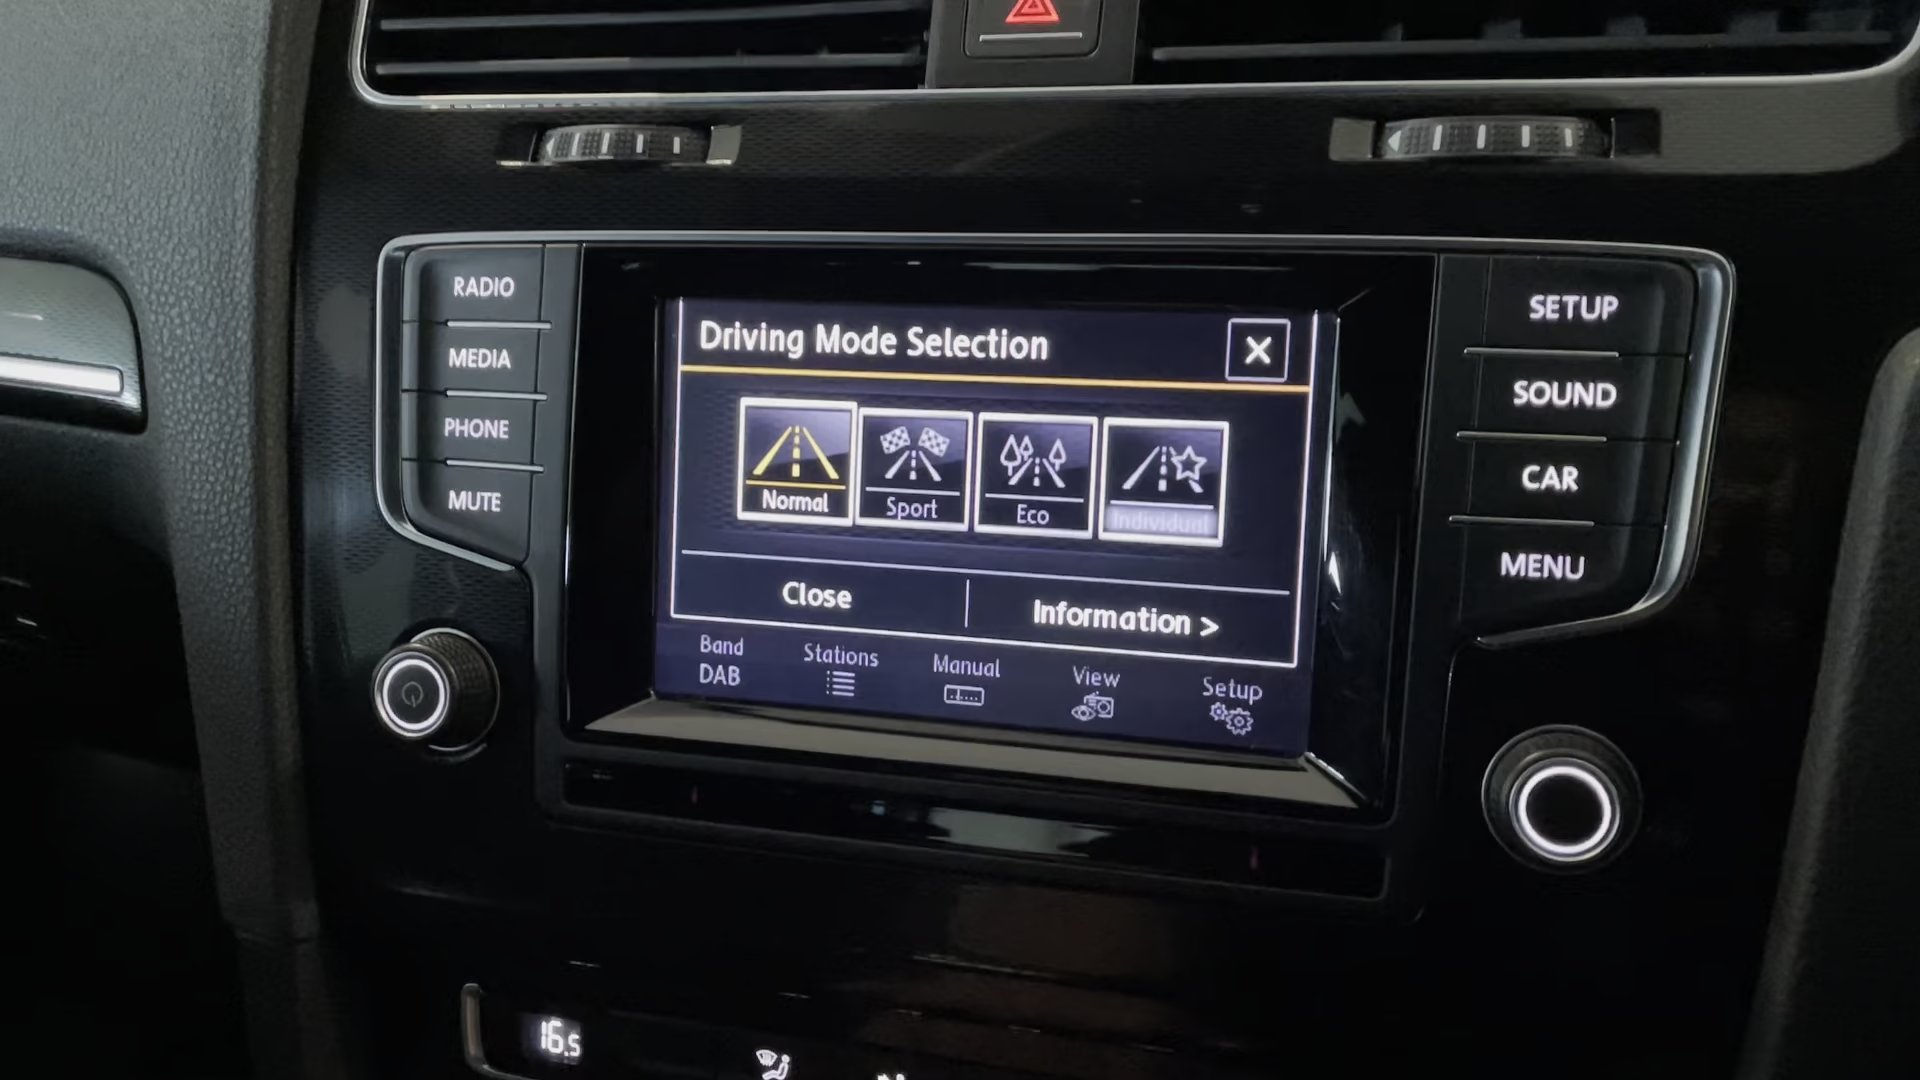 RADIO
MEDIA
PHONE
MUTE
Driving Mode Selection
Normal
Sport
Eco
Individual
Close
Information >
Band
DAB
Stations
Manual
View
Setup
SETUP
SOUND
CAR
MENU
16.5